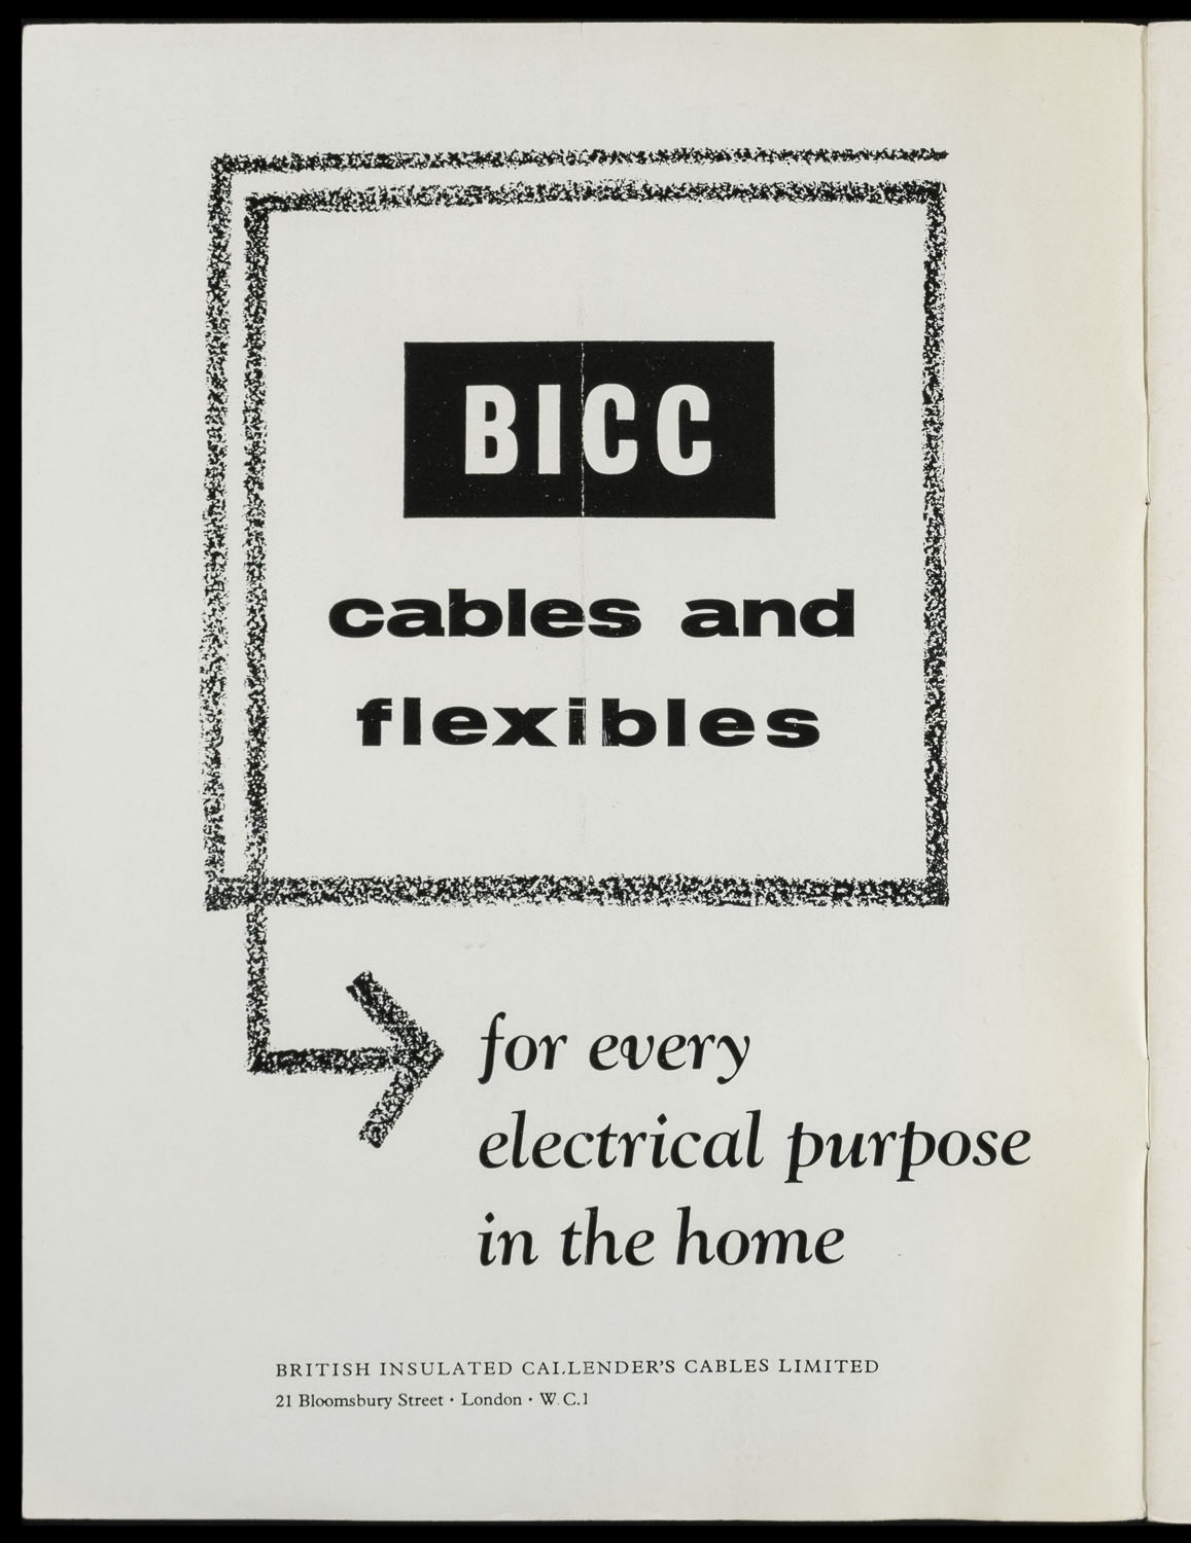 BICC
cables and
flexibles
for every
electrical purpose
in the home
BRITISH INSULATED CALLENDER'S CABLES LIMITED
21 Bloomsbury Street · London · W.C.1